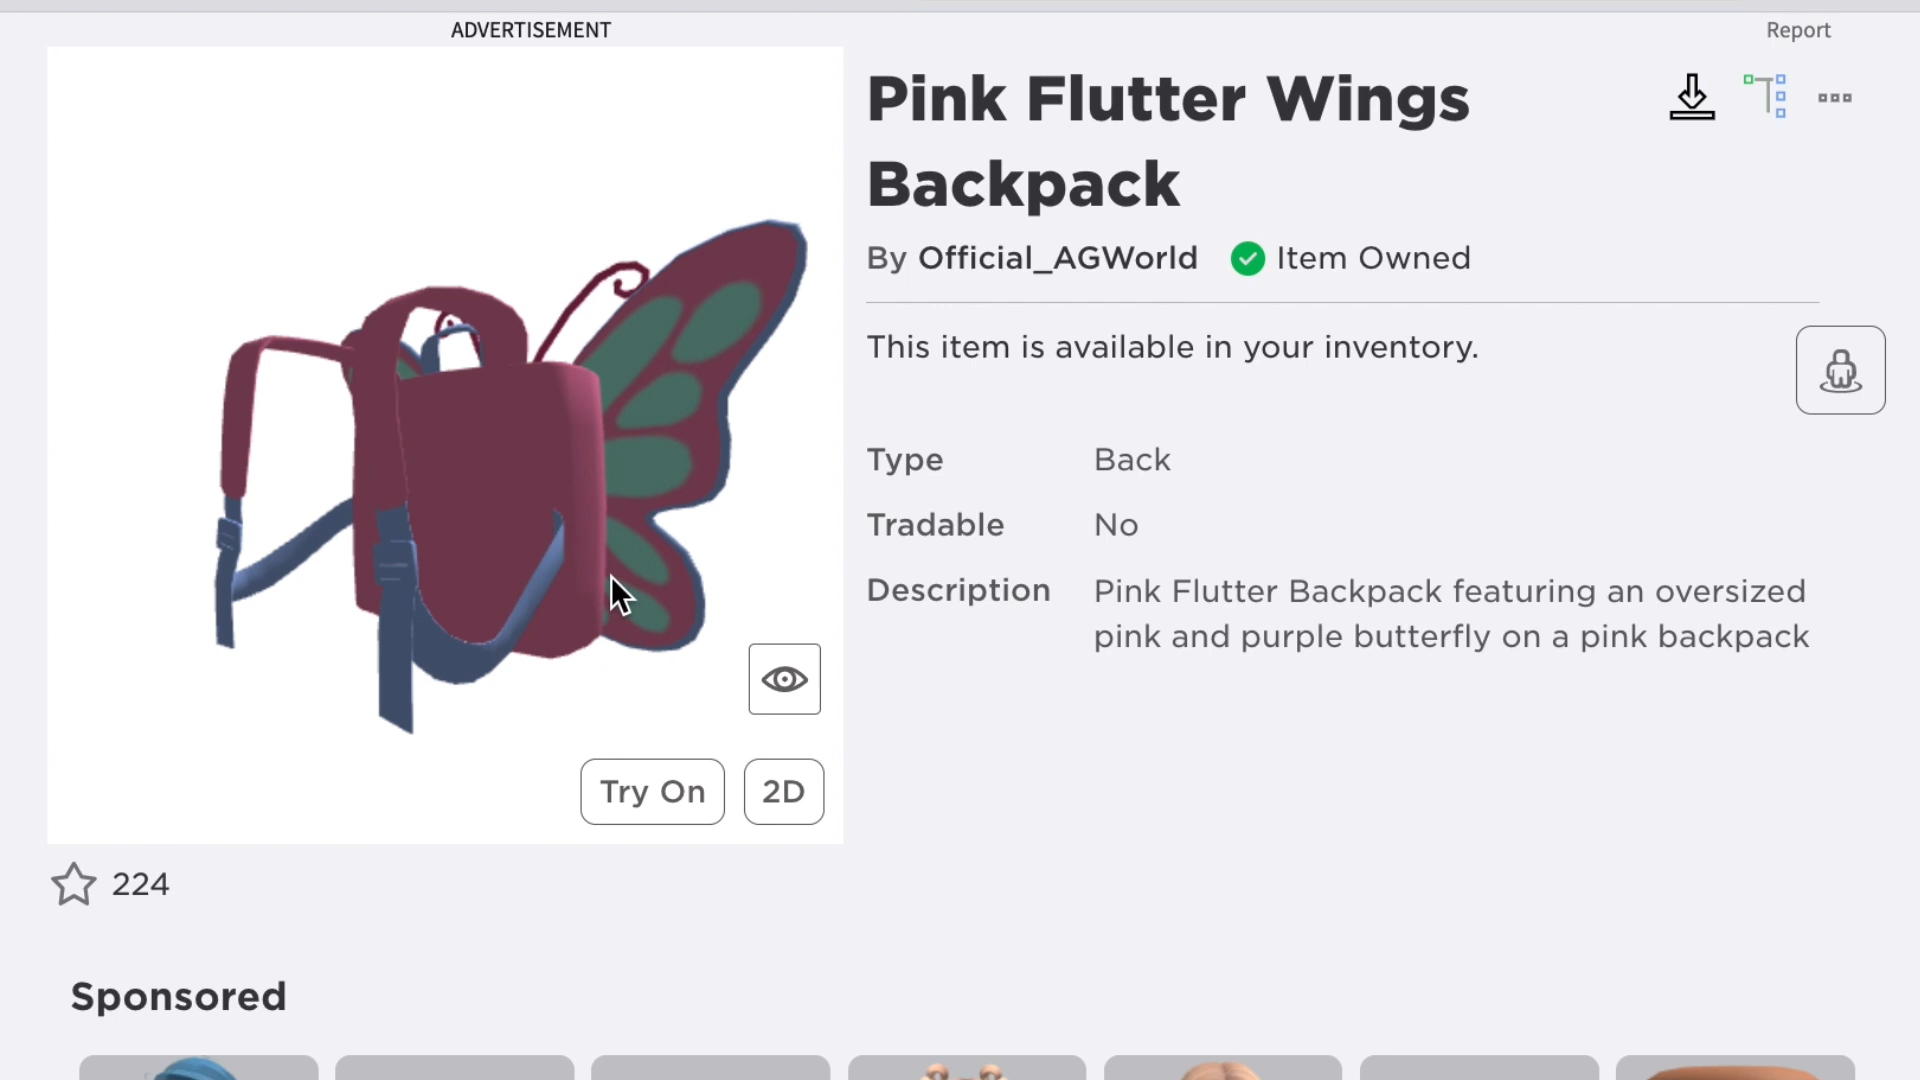 ADVERTISEMENT
Report
Pink Flutter Wings
Backpack
By Official_AGWorld Item Owned
This item is available in your inventory.
Type Back
Tradable No
Description Pink Flutter Backpack featuring an oversized
pink and purple butterfly on a pink backpack
Try On 2D
224
Sponsored